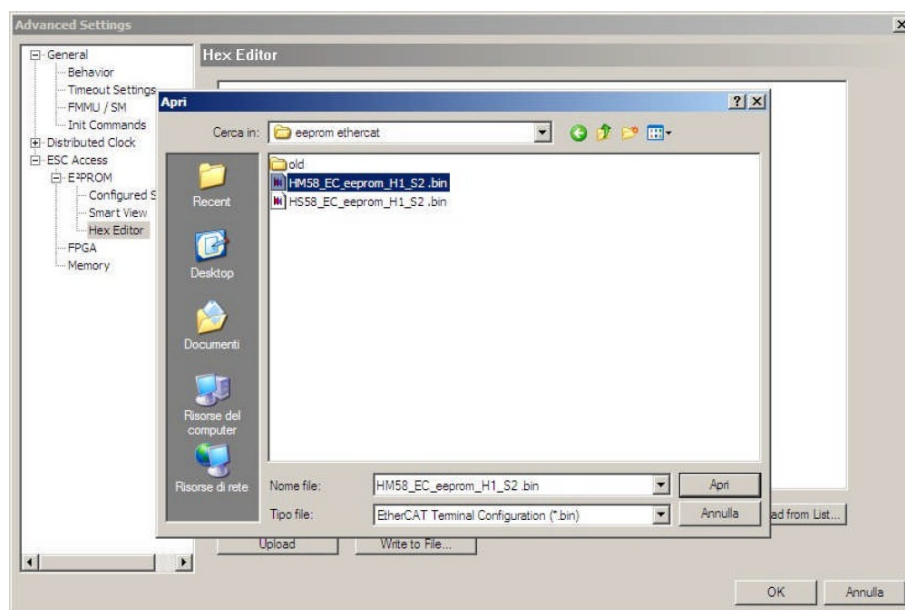 Advanced Settings
General
Behavior
Timeout Settings
FMMU / SM
Init Commands
Distributed Clock
ESC Access
E²PROM
Configured S
Smart View
Hex Editor
FPGA
Memory
Hex Editor
Apri
Cerca in:
eeprom ethercat
Recent
Desktop
Documenti
Risorse del
computer
Risorse di rete
old
HM58_EC_eeprom_H1_S2 .bin
HS58_EC_eeprom_H1_S2 .bin
Nome file:
HM58_EC_eeprom_H1_S2 .bin
Apri
Tipo file:
EtherCAT Terminal Configuration (*.bin)
Annulla
ad from List...
Upload
Write to File...
OK
Annulla